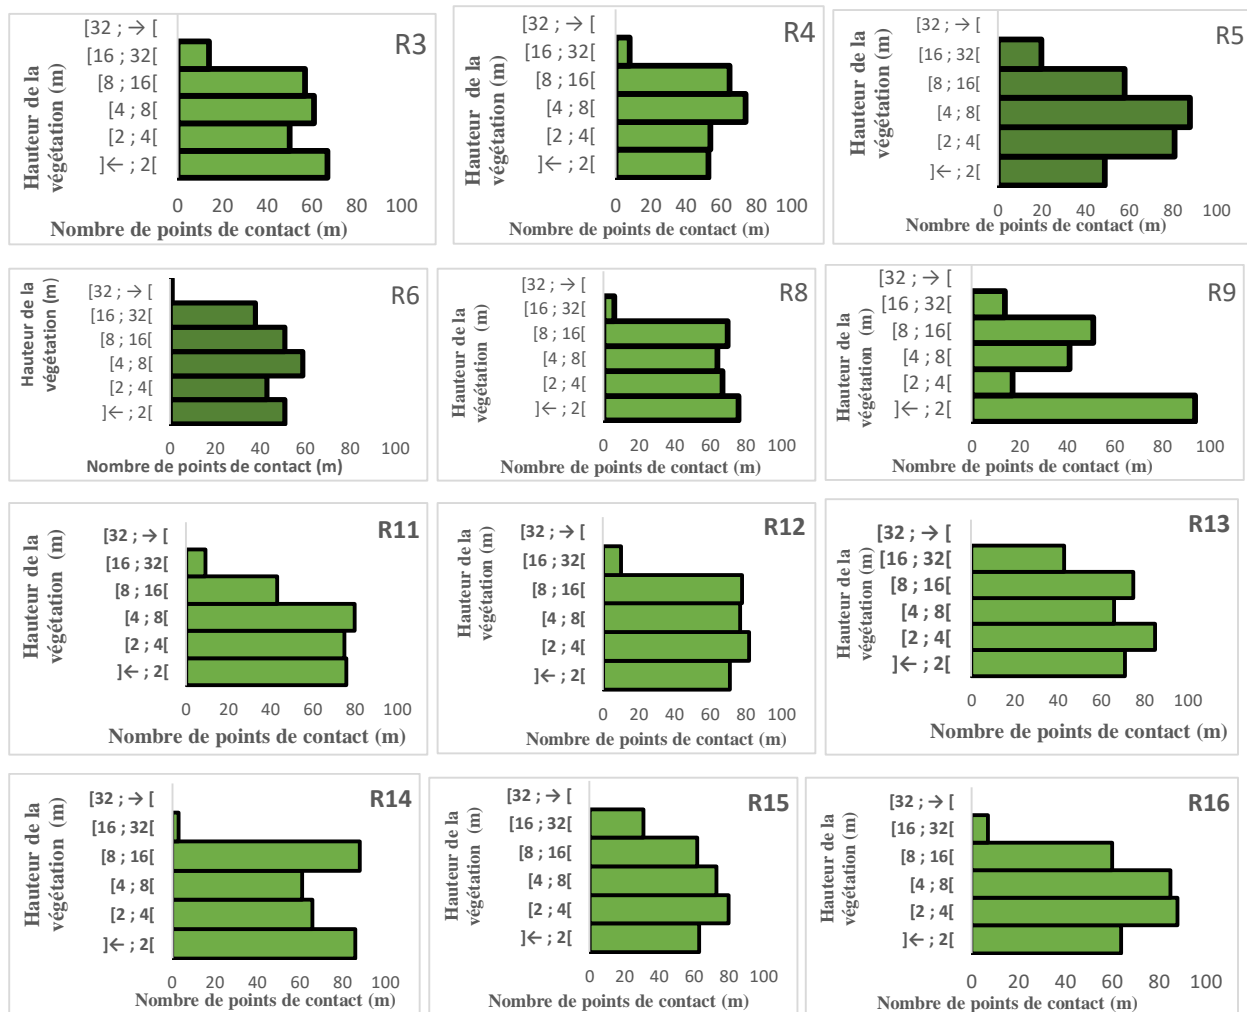 R3
Hauteur de la
végétation (m)
[32 ; → [
[16 ; 32[
[8 ; 16[
[4 ; 8[
[2 ; 4[
]← ; 2[
0 20 40 60 80 100
Nombre de points de contact (m)
R4
Hauteur de la
végétation (m)
[32 ; → [
[16 ; 32[
[8 ; 16[
[4 ; 8[
[2 ; 4[
]← ; 2[
0 20 40 60 80 100
Nombre de points de contact (m)
R5
Hauteur de la
végétation (m)
[32 ; → [
[16 ; 32[
[8 ; 16[
[4 ; 8[
[2 ; 4[
]← ; 2[
0 20 40 60 80 100
Nombre de points de contact (m)
R6
Hauteur de la
végétation (m)
[32 ; → [
[16 ; 32[
[8 ; 16[
[4 ; 8[
[2 ; 4[
]← ; 2[
0 20 40 60 80 100
Nombre de points de contact (m)
R8
Hauteur de la
végétation (m)
[32 ; → [
[16 ; 32[
[8 ; 16[
[4 ; 8[
[2 ; 4[
]← ; 2[
0 20 40 60 80 100
Nombre de points de contact (m)
R9
Hauteur de la
végétation (m)
[32 ; → [
[16 ; 32[
[8 ; 16[
[4 ; 8[
[2 ; 4[
]← ; 2[
0 20 40 60 80 100
Nombre de points de contact (m)
R11
Hauteur de la
végétation (m)
[32 ; → [
[16 ; 32[
[8 ; 16[
[4 ; 8[
[2 ; 4[
]← ; 2[
0 20 40 60 80 100
Nombre de points de contact (m)
R12
Hauteur de la
végétation (m)
[32 ; → [
[16 ; 32[
[8 ; 16[
[4 ; 8[
[2 ; 4[
]← ; 2[
0 20 40 60 80 100
Nombre de points de contact (m)
R13
Hauteur de la
végétation (m)
[32 ; → [
[16 ; 32[
[8 ; 16[
[4 ; 8[
[2 ; 4[
]← ; 2[
0 20 40 60 80 100
Nombre de points de contact (m)
R14
Hauteur de la
végétation (m)
[32 ; → [
[16 ; 32[
[8 ; 16[
[4 ; 8[
[2 ; 4[
]← ; 2[
0 20 40 60 80 100
Nombre de points de contact (m)
R15
Hauteur de la
végétation (m)
[32 ; → [
[16 ; 32[
[8 ; 16[
[4 ; 8[
[2 ; 4[
]← ; 2[
0 20 40 60 80 100
Nombre de points de contact (m)
R16
Hauteur de la
végétation (m)
[32 ; → [
[16 ; 32[
[8 ; 16[
[4 ; 8[
[2 ; 4[
]← ; 2[
0 20 40 60 80 100
Nombre de points de contact (m)